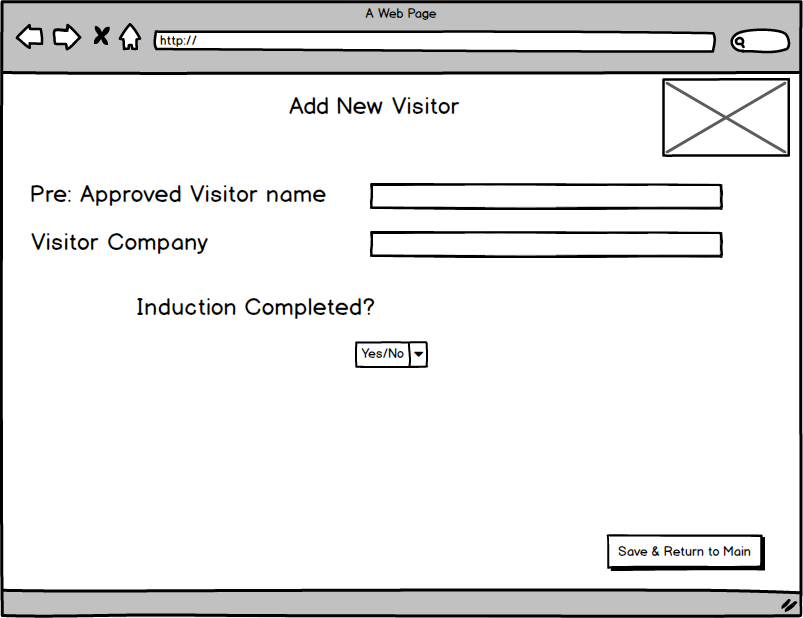 A Web Page
http://
Add New Visitor
Pre: Approved Visitor name
Visitor Company
Induction Completed?
Yes/No
Save & Return to Main